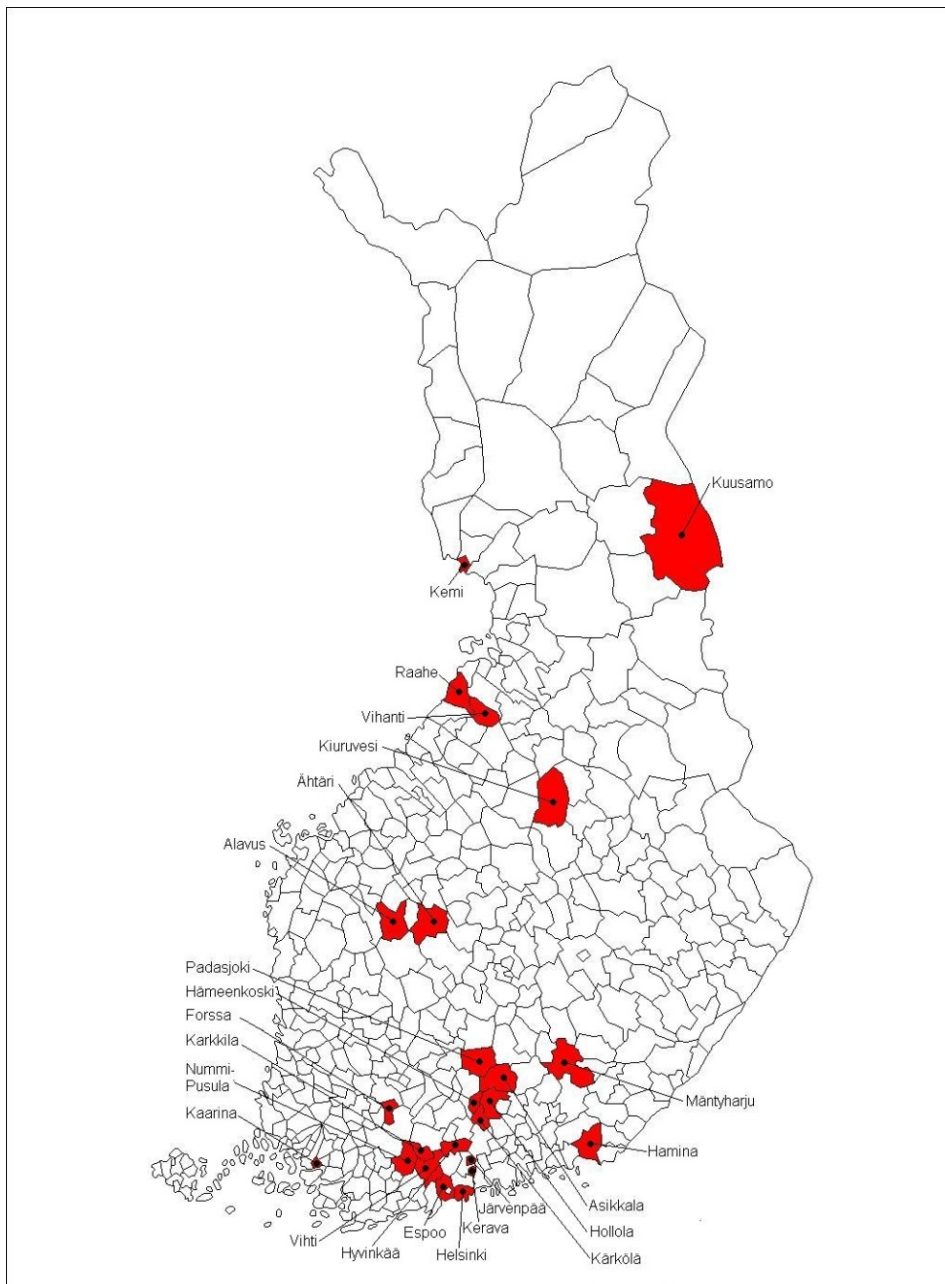 Kuusamo
Kemi
Raahe
Vihanti
Kiuruvesi
Ähtäri
Alavus
Padasjoki
Hämeenkoski
Forssa
Karkkila
Nummi-
Pusula
Kaarina
Mäntyharju
Hamina
Asikkala
Hollola
Kärkölä
Järvenpää
Kerava
Helsinki
Espoo
Hyvinkää
Vihti